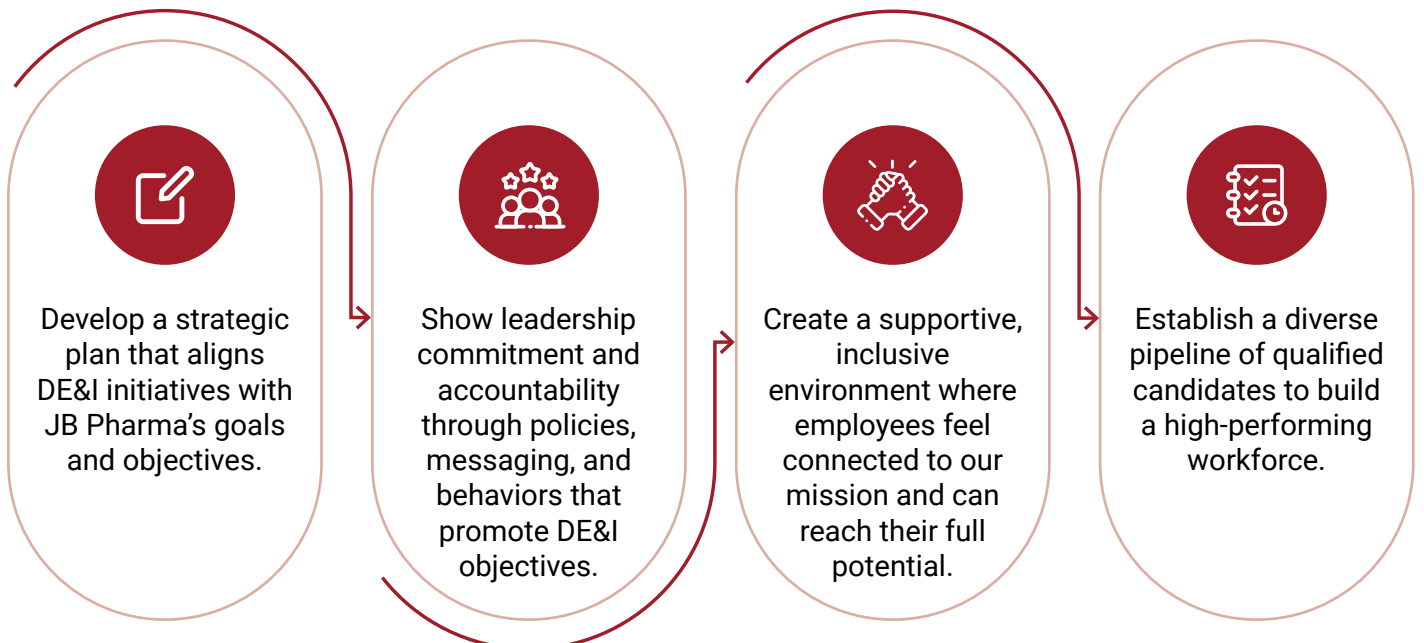 Develop a strategic
plan that aligns
DE&I initiatives with
JB Pharma’s goals
and objectives.
Show leadership
commitment and
accountability
through policies,
messaging, and
behaviors that
promote DE&I
objectives.
Create a supportive,
inclusive
environment where
employees feel
connected to our
mission and can
reach their full
potential.
Establish a diverse
pipeline of qualified
candidates to build
a high-performing
workforce.